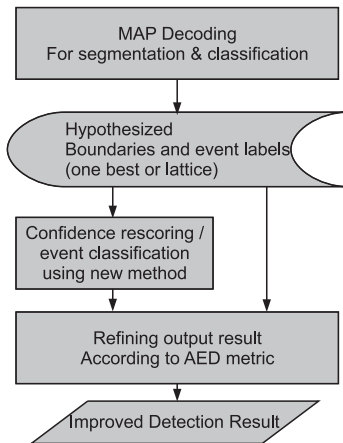 MAP Decoding
For segmentation & classification
Hypothesized
Boundaries and event labels
(one best or lattice)
Confidence rescoring /
event classification
using new method
Refining output result
According to AED metric
Improved Detection Result